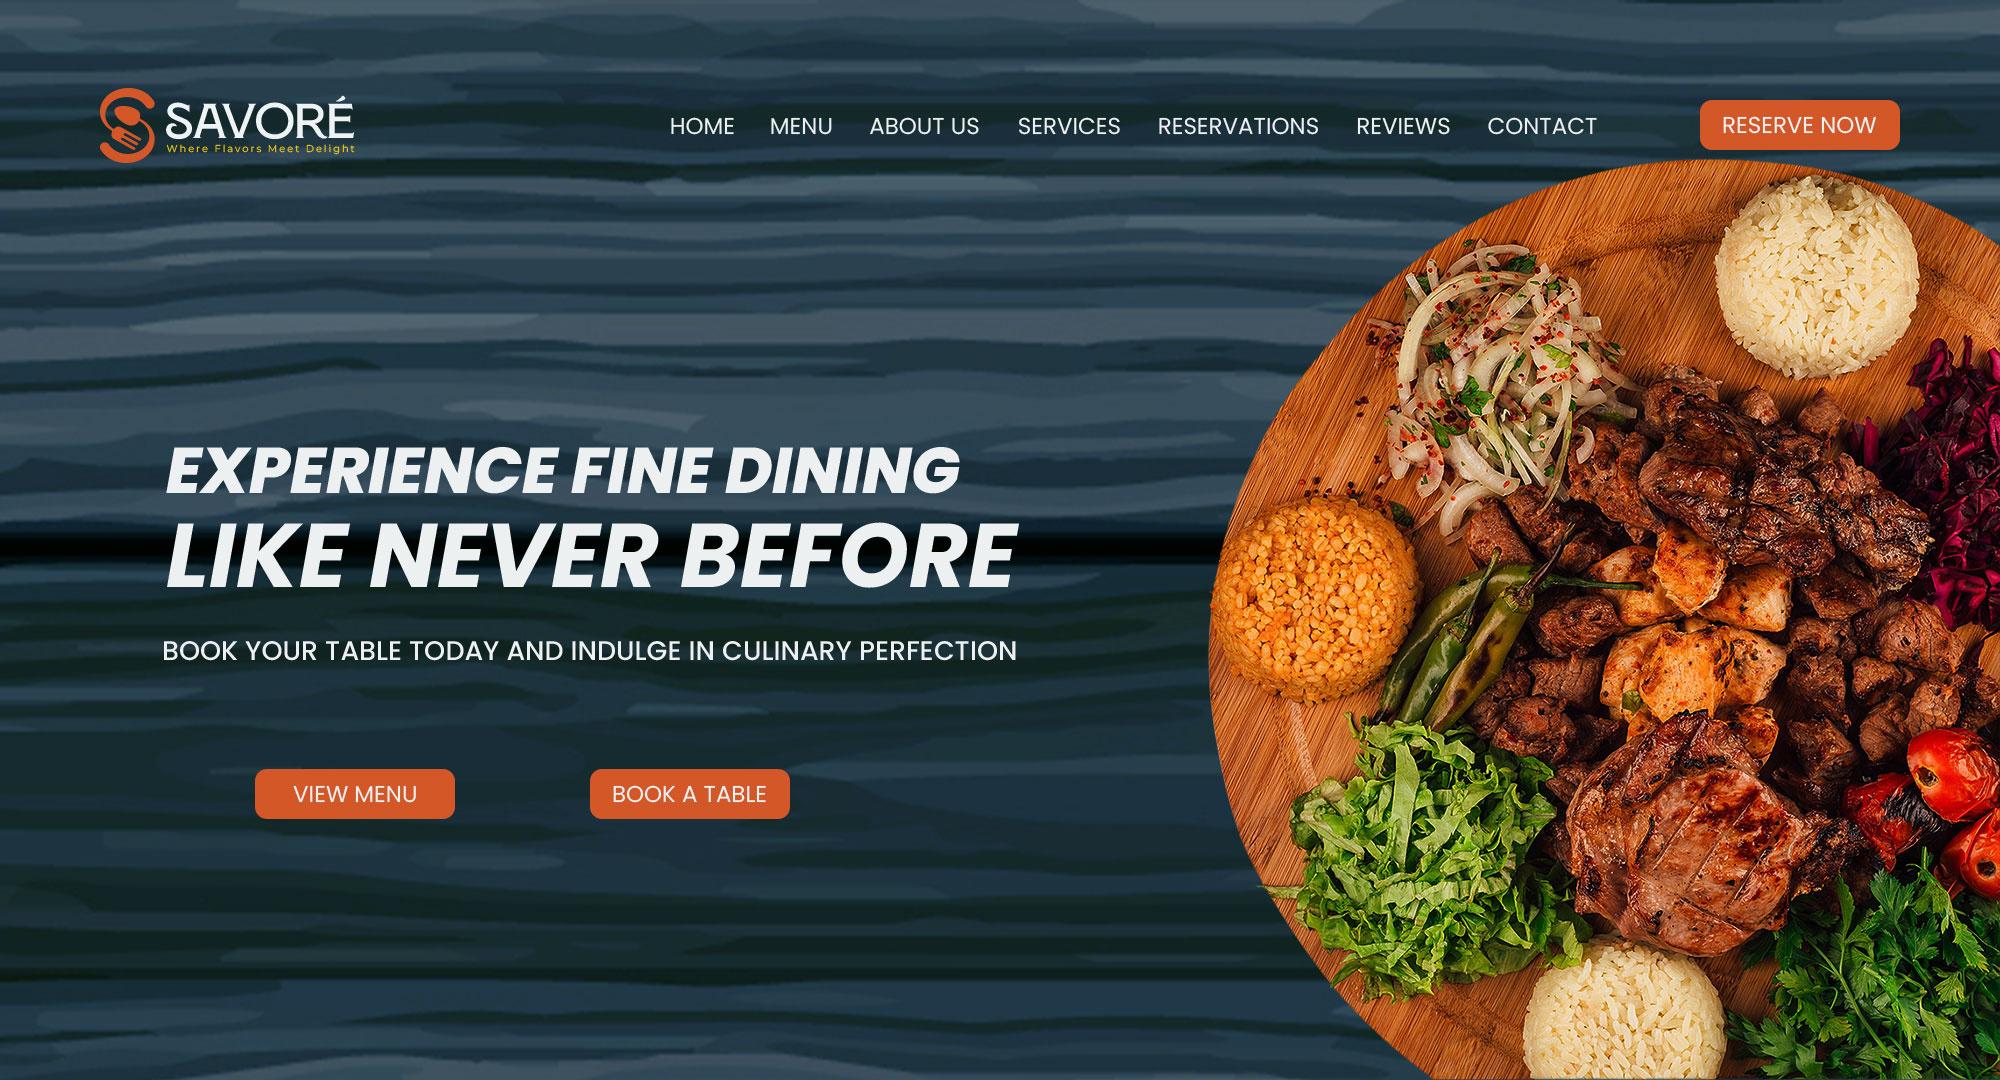 SAVORÉ
Where Flavors Meet Delight
HOME MENU ABOUT US SERVICES RESERVATIONS REVIEWS CONTACT
RESERVE NOW
EXPERIENCE FINE DINING
LIKE NEVER BEFORE
BOOK YOUR TABLE TODAY AND INDULGE IN CULINARY PERFECTION
VIEW MENU
BOOK A TABLE